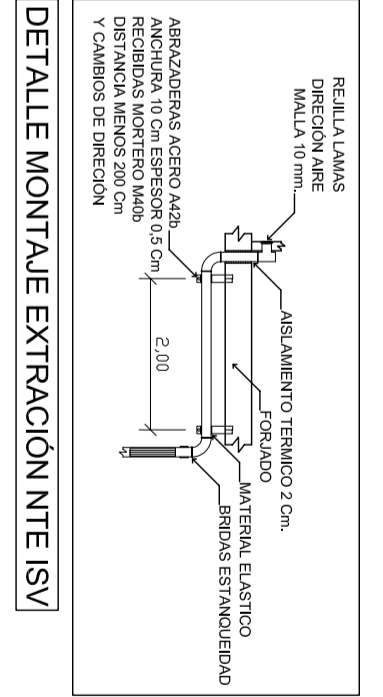 REJILLA LAMAS
DIRECIÓN AIRE
MALLA 10 mm.
AISLAMIENTO TERMICO 2 Cm.
FORJADO
MATERIAL ELASTICO
BRIDAS ESTANQUEIDAD
2,00
ABRAZADERAS ACERO A42b
ANCHURA 10 Cm ESPESOR 0,5 Cm
RECIBIDAS MORTERO M40b
DISTANCIA MENOS 200 Cm
Y CAMBIOS DE DIRECIÓN
DETALLE MONTAJE EXTRACIÓN NTE ISV